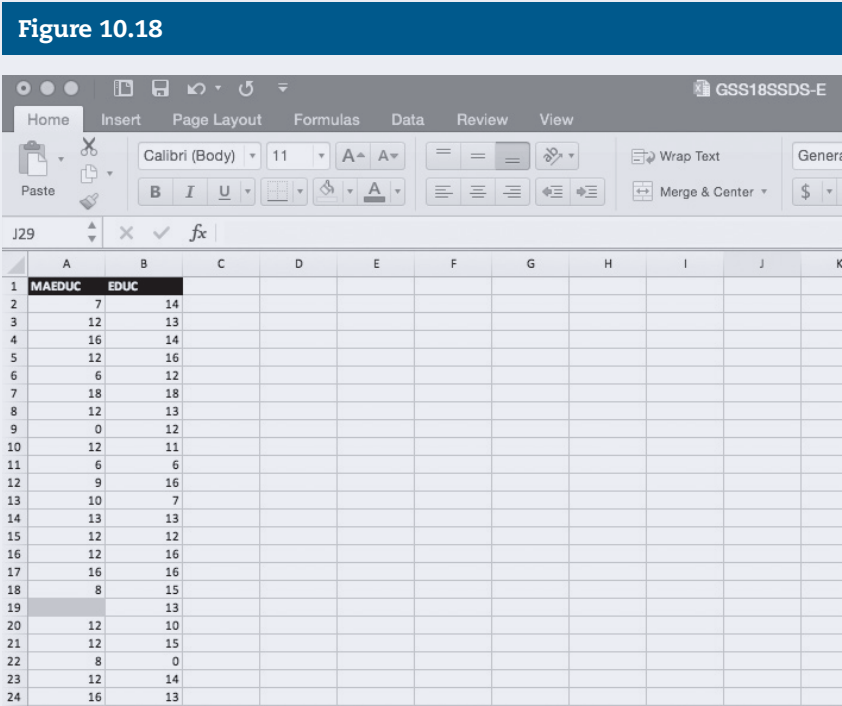 Figure 10.18
GSS18SSDS-E
Home Insert Page Layout Formulas Data Review View
Calibri (Body) 11 A A Wrap Text Genera
Paste B I U A Merge & Center $
J29 fx
A B C D E F G H I J K
1 MAEDUC EDUC
2 7 14
3 12 13
4 16 14
5 12 16
6 6 12
7 18 18
8 12 13
9 0 12
10 12 11
11 6 6
12 9 16
13 10 7
14 13 13
15 12 12
16 12 16
17 16 16
18 8 15
19 13
20 12 10
21 12 15
22 8 0
23 12 14
24 16 13